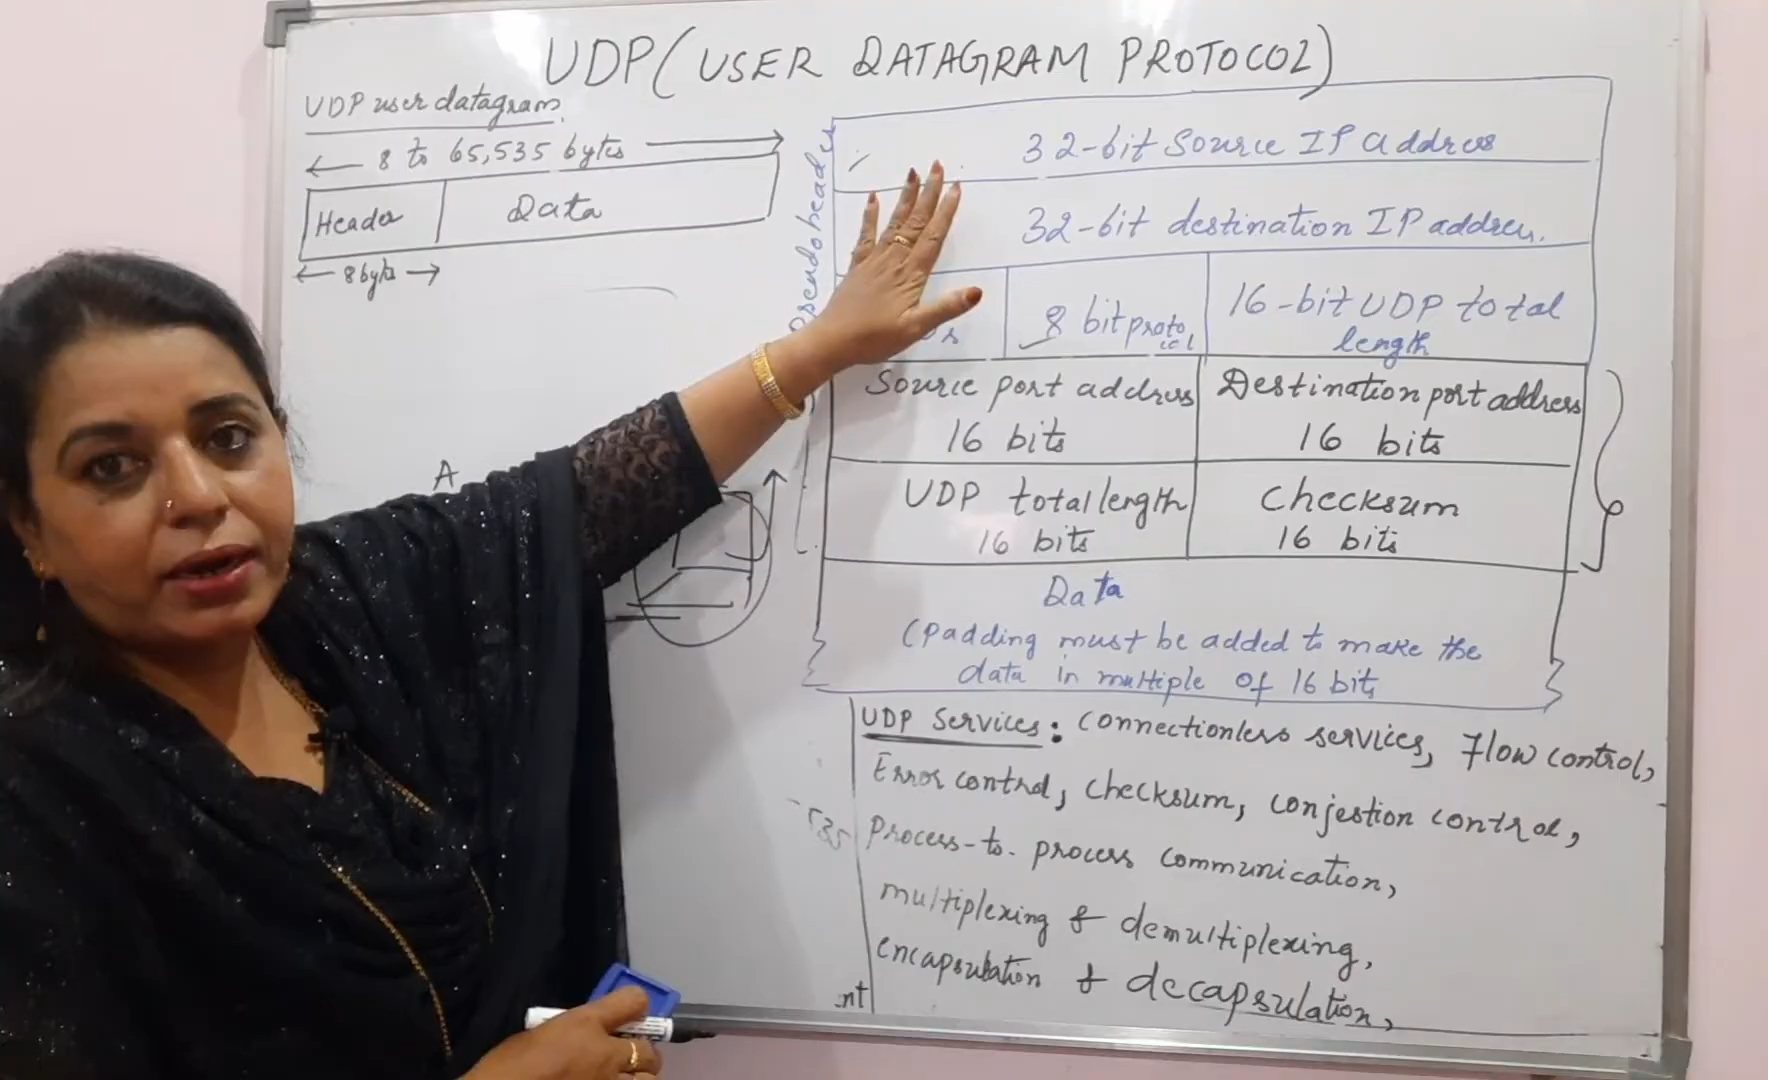 UDP (USER DATAGRAM PROTOCOL)
UDP user datagram.
8 to 65,535 bytes
Header
Data
8 byts
A
Pseudoheader
32-bit Source IP address
32-bit destination IP address.
8 bit protocol
16-bit UDP total
length
Source port address
16 bits
Destination port address
16 bits
UDP total length
16 bits
Checksum
16 bits
Data
(Padding must be added to make the
data in multiple of 16 bits
UDP Services: Connectionless services, Flow control,
Error control, checksum, conjestion control,
Process-to-process communication,
multiplexing & demultiplexing,
encapsulation & decapsulation,